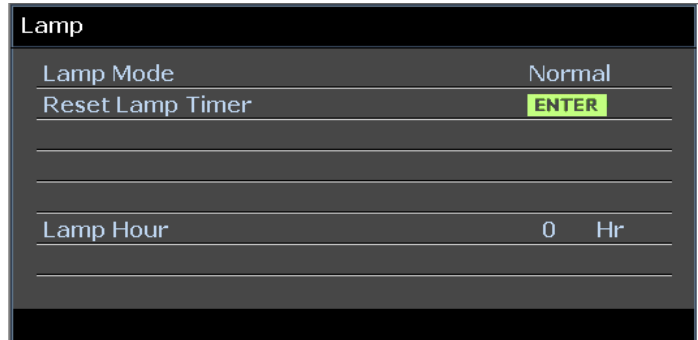 Lamp
Lamp Mode Normal
Reset Lamp Timer ENTER
Lamp Hour 0 Hr